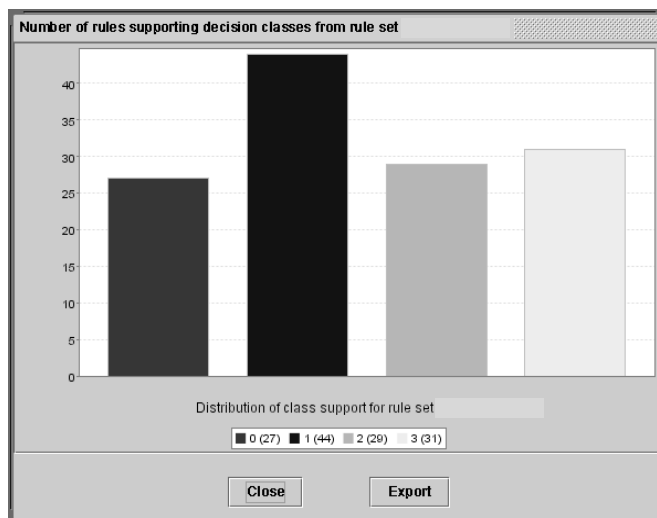 Number of rules supporting decision classes from rule set
40
35
30
25
20
15
10
5
0
Distribution of class support for rule set
0 (27) 1 (44) 2 (29) 3 (31)
Close Export